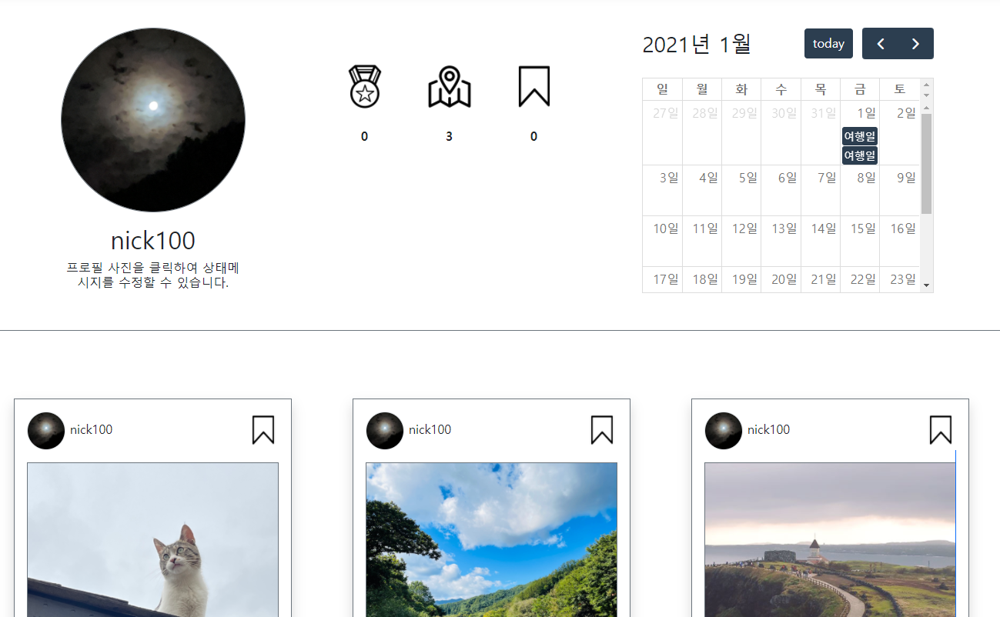 nick100
프로필 사진을 클릭하여 상태메
시지를 수정할 수 있습니다.
0 3 0
2021년 1월 today
일 월 화 수 목 금 토
27일 28일 29일 30일 31일 1일 2일
여행일
여행일
3일 4일 5일 6일 7일 8일 9일
10일 11일 12일 13일 14일 15일 16일
17일 18일 19일 20일 21일 22일 23일
nick100 nick100 nick100